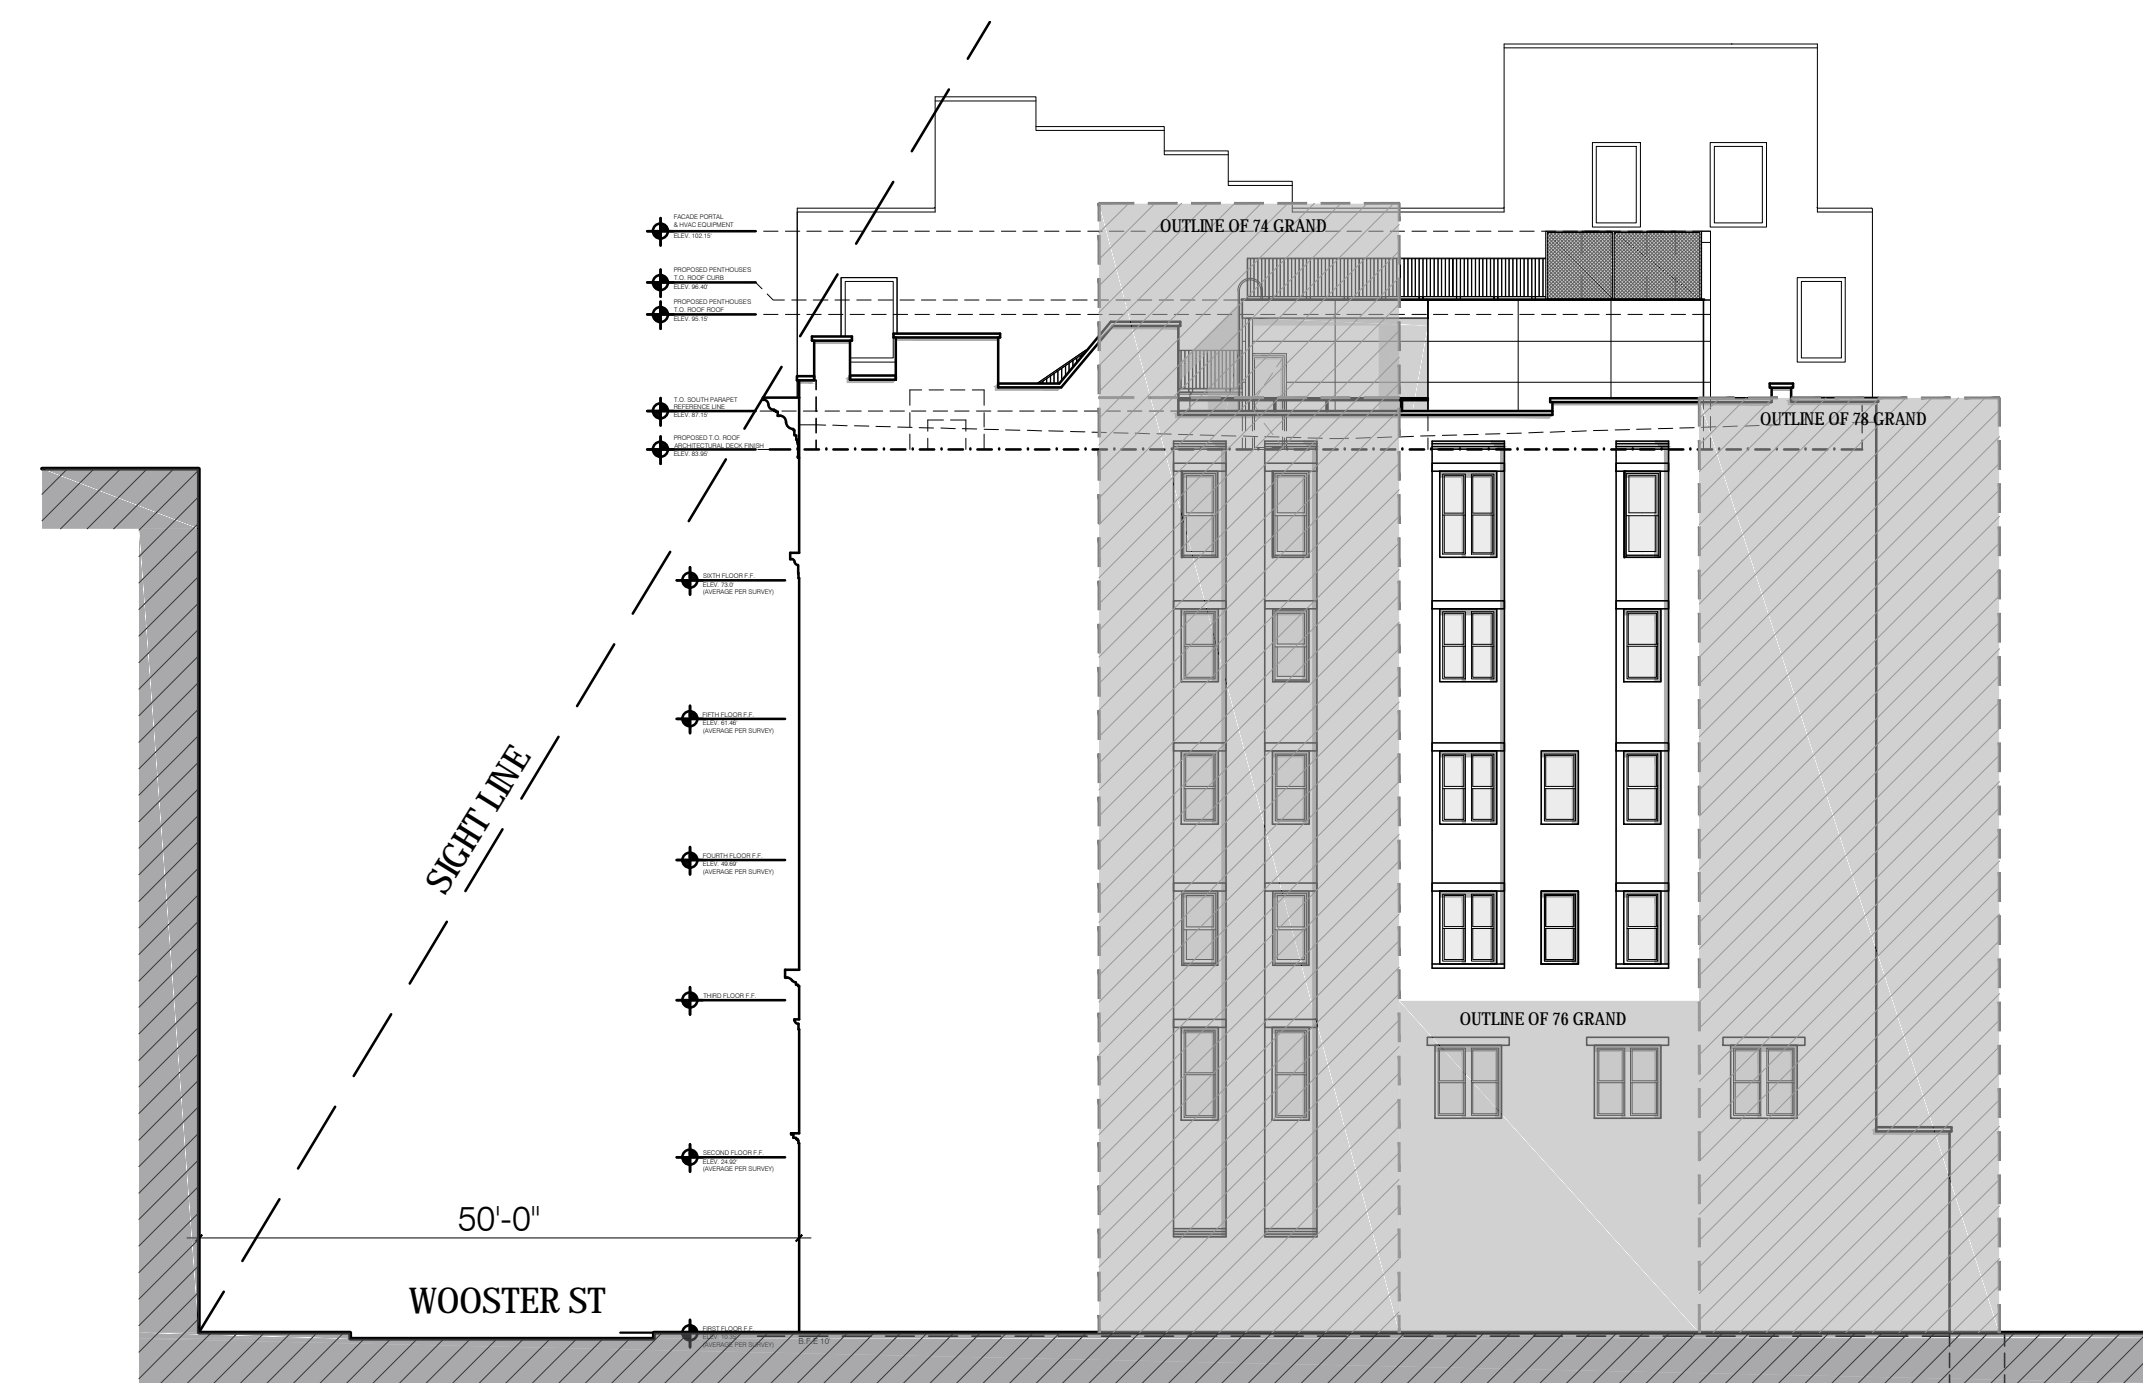 OUTLINE OF 74 GRAND
FACADE PORTAL
& HVAC EQUIPMENT
ELEV. 102.15'
PROPOSED PENTHOUSE'S
T.O. ROOF CURB
ELEV. 96.40'
PROPOSED PENTHOUSE'S
T.O. ROOF ROOF
ELEV. 95.15'
T.O. SOUTH PARAPET
REFERENCE LINE
ELEV. 87.15'
OUTLINE OF 78 GRAND
PROPOSED T.O. ROOF
ARCHITECTURAL DECK FINISH
ELEV. 83.95'
SIXTH FLOOR F.F.
ELEV. 73.0'
(AVERAGE PER SURVEY)
FIFTH FLOOR F.F.
ELEV. 61.46'
(AVERAGE PER SURVEY)
SIGHT LINE
FOURTH FLOOR F.F.
ELEV. 49.69'
(AVERAGE PER SURVEY)
THIRD FLOOR F.F.
OUTLINE OF 76 GRAND
SECOND FLOOR F.F.
ELEV. 24.92'
(AVERAGE PER SURVEY)
50'-0"
WOOSTER ST
FIRST FLOOR F.F.
ELEV.
(AVERAGE PER SURVEY)
B.F.E 10'